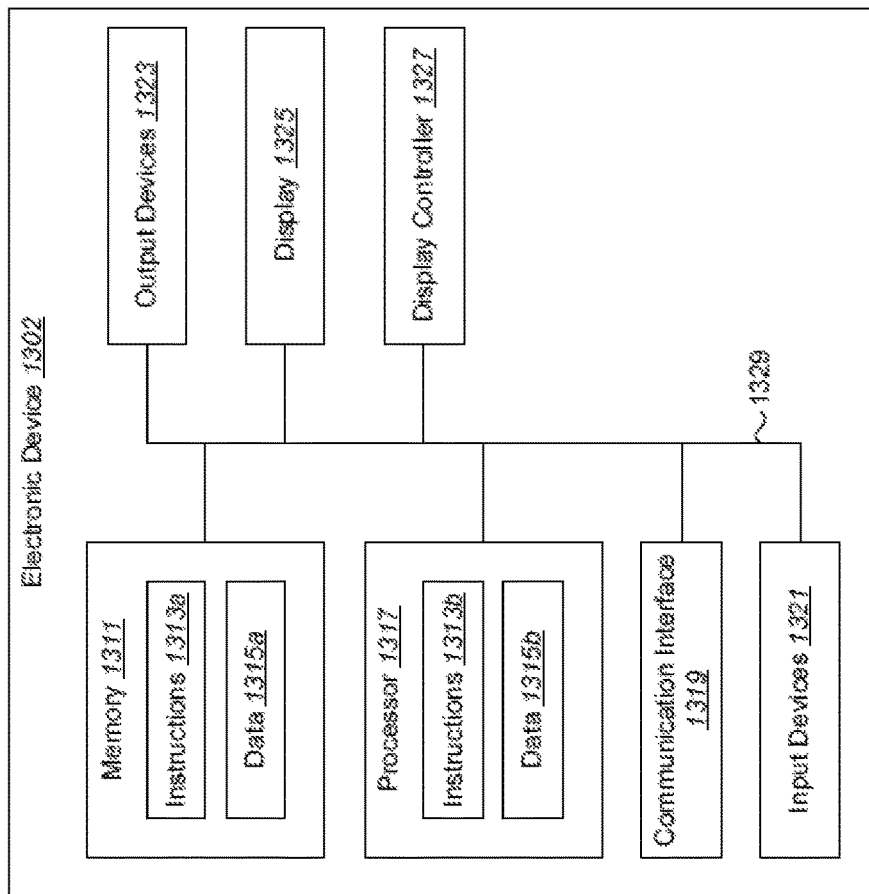 Electronic Device 1302
Memory 1311
Instructions 1313a
Data 1315a
Processor 1317
Instructions 1313b
Data 1315b
Communication Interface
1319
Input Devices 1321
Output Devices 1323
Display 1325
Display Controller 1327
1329